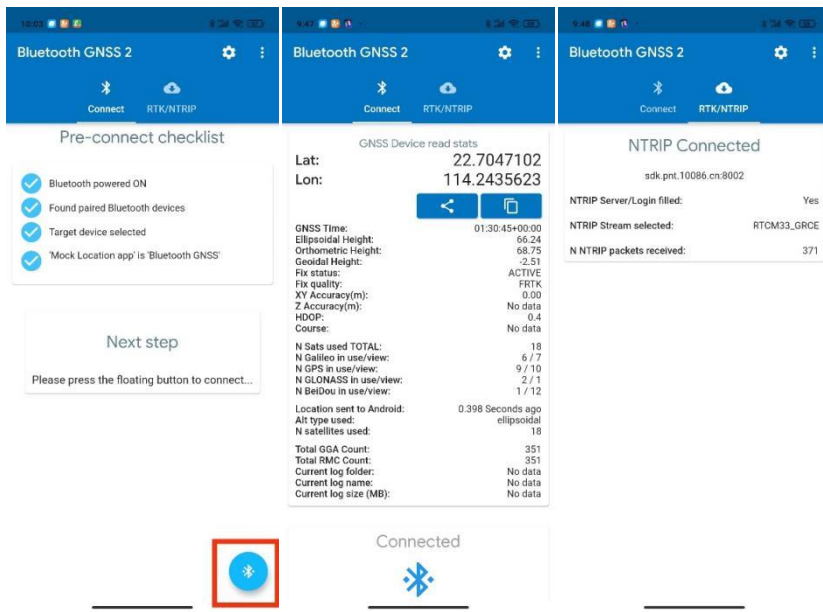 10:03
Bluetooth GNSS 2
Connect RTK/NTRIP
Pre-connect checklist
Bluetooth powered ON
Found paired Bluetooth devices
Target device selected
'Mock Location app' is 'Bluetooth GNSS'
Next step
Please press the floating button to connect...
9:47
Bluetooth GNSS 2
Connect RTK/NTRIP
GNSS Device read stats
Lat: 22.7047102
Lon: 114.2435623
GNSS Time: 01:30:45+00:00
Ellipsoidal Height: 66.24
Orthometric Height: 68.75
Geoidal Height: -2.51
Fix status: ACTIVE
Fix quality: FRTK
XY Accuracy(m): 0.00
Z Accuracy(m): No data
HDOP: 0.4
Course: No data
N Sats used TOTAL: 18
N Galileo in use/view: 6 / 7
N GPS in use/view: 9 / 10
N GLONASS in use/view: 2 / 1
N BeiDou in use/view: 1 / 12
Location sent to Android: 0.398 Seconds ago
Alt type used: ellipsoidal
N satellites used: 18
Total GGA Count: 351
Total RMC Count: 351
Current log folder: No data
Current log name: No data
Current log size (MB): No data
Connected
9:48
Bluetooth GNSS 2
Connect RTK/NTRIP
NTRIP Connected
sdk.pnt.10086.cn:8002
NTRIP Server/Login filled: Yes
NTRIP Stream selected: RTCM33_GRCE
N NTRIP packets received: 371